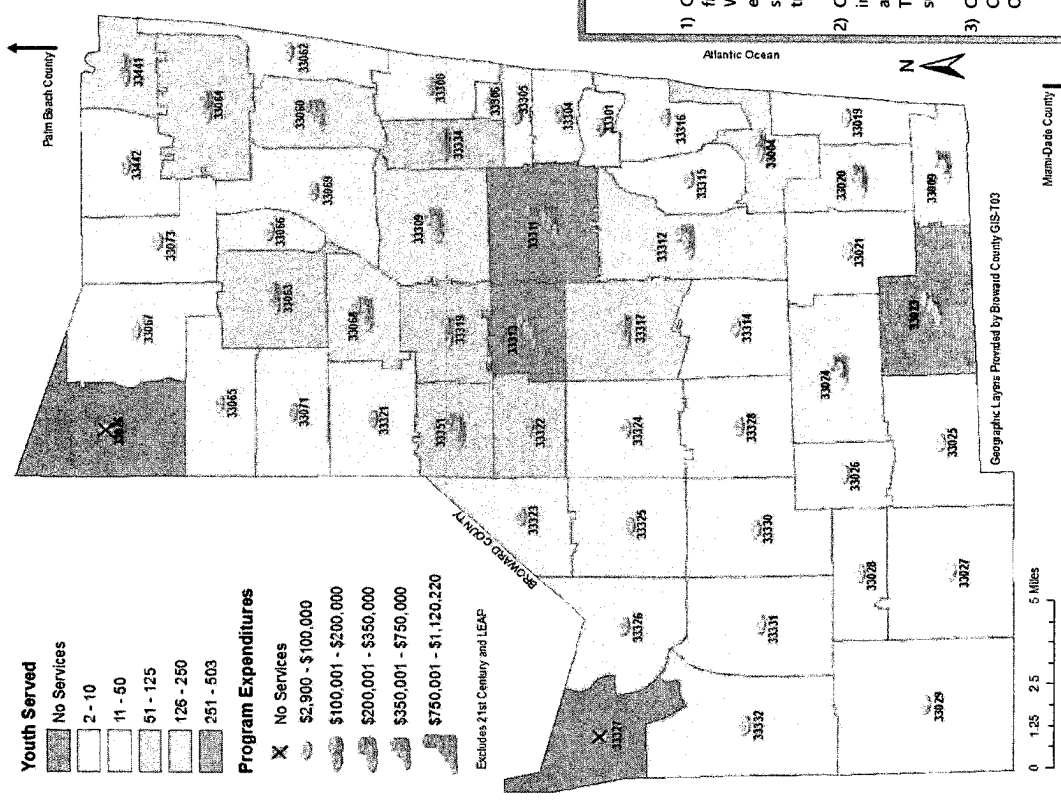 Palm Beach County
Youth Served
No Services
2 - 10
11 - 50
51 - 125
126 - 250
251 - 503
Program Expenditures
No Services
$2,900 - $100,000
$100,001 - $200,000
$200,001 - $350,000
$350,001 - $750,000
$750,001 - $1,120,220
Excludes 21st Century and LEAP
BROWARD COUNTY
33076
33067
33073
33442
33441
33064
33065
33063
33066
33069
33060
33062
33071
33068
33321
33309
33334
33308
33351
33319
33306
33305
33323
33322
33313
33311
33304
33301
33326
33325
33324
33317
33312
33315
33316
33327
33004
33332
33331
33330
33328
33314
33028
33026
33024
33021
33020
33019
33029
33027
33025
33023
33009
Atlantic Ocean
N
0 1.25 2.5 5 Miles
Geographic Layers Provided by Broward County GIS-T03
Miami-Dade County
1)
2)
3)